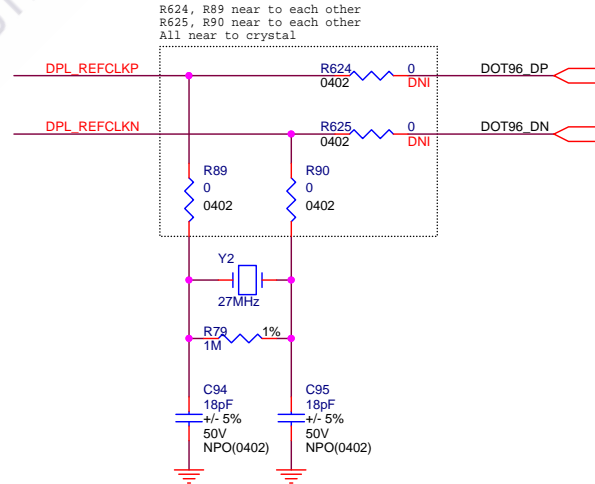 R624, R89 near to each other
R625, R90 near to each other
All near to crystal
DPL_REFCLKP
R624
0
DOT96_DP
0402
DNI
DPL_REFCLKN
R625
0
DOT96_DN
0402
DNI
R89
0
0402
R90
0
0402
Y2
27MHz
R79
1%
1M
C94
18pF
+/- 5%
50V
NPO(0402)
C95
18pF
+/- 5%
50V
NPO(0402)